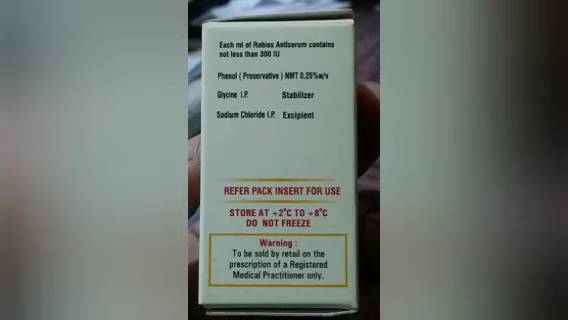 Each ml of Rabies Antiserum contains
not less than 300 IU
Phenol ( Preservative ) NMT 0.25%w/v
Glycine I.P. Stabilizer
Sodium Chloride I.P. Excipient
REFER PACK INSERT FOR USE
STORE AT +2°C TO +8°C
DO NOT FREEZE
Warning :
To be sold by retail on the
prescription of a Registered
Medical Practitioner only.